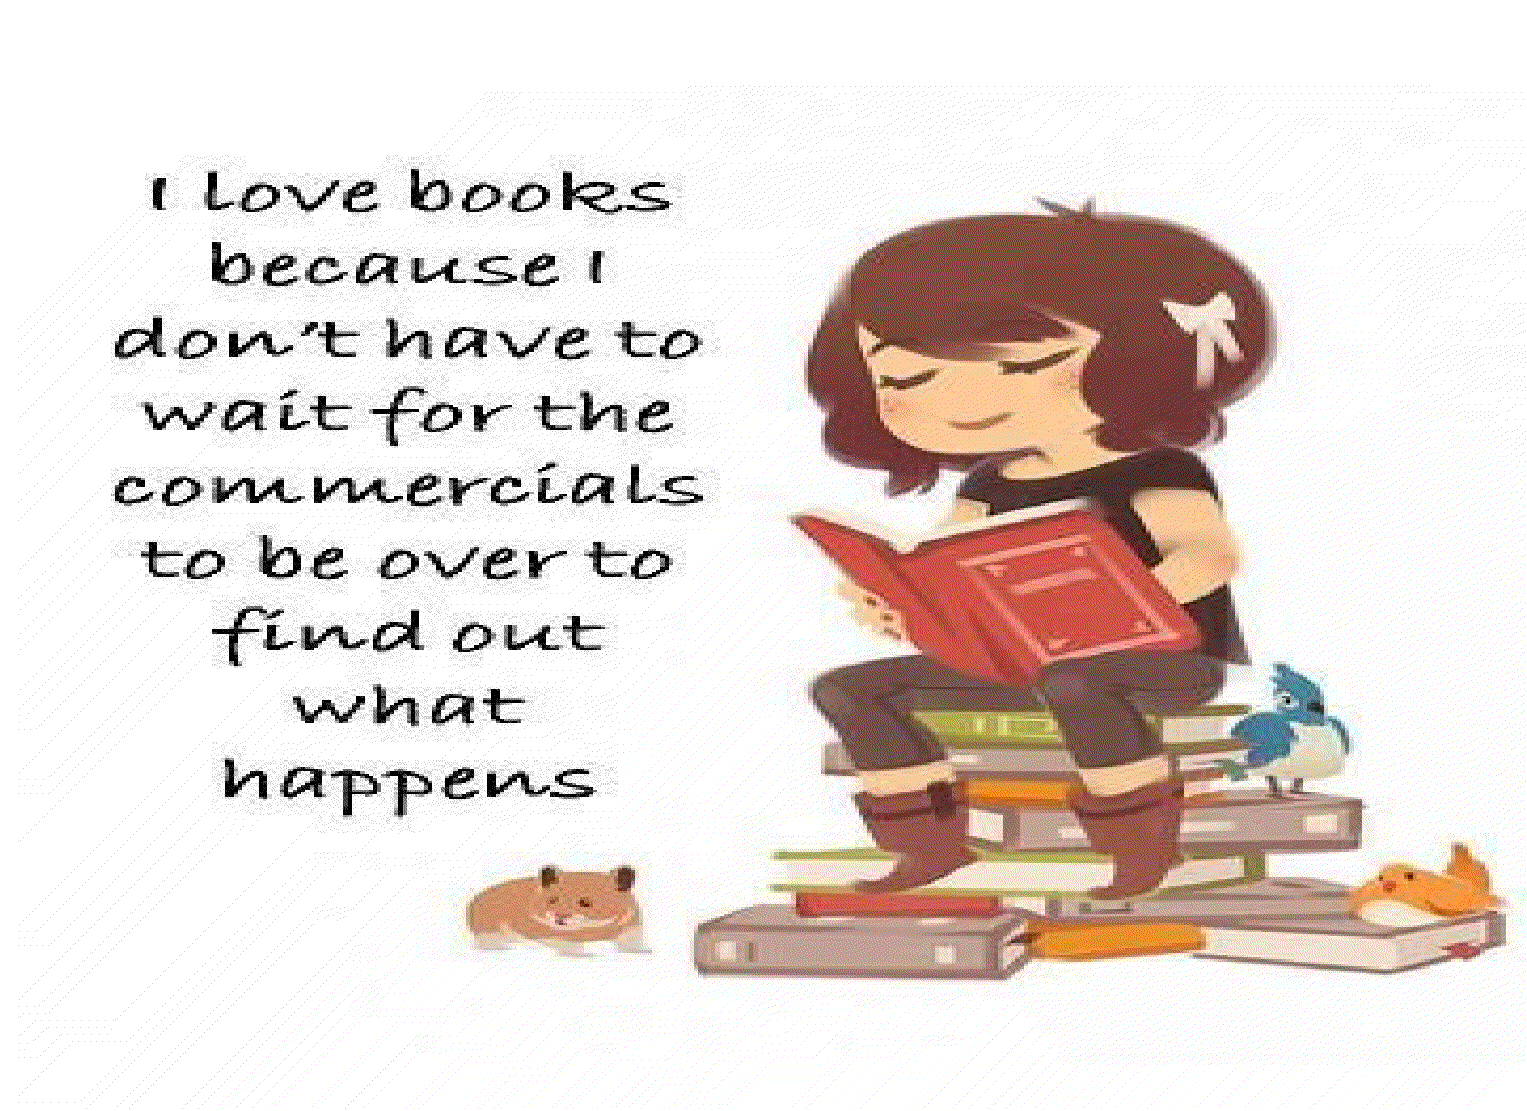 I love books
because I
don't have to
wait for the
commercials
to be over to
find out
what
happens